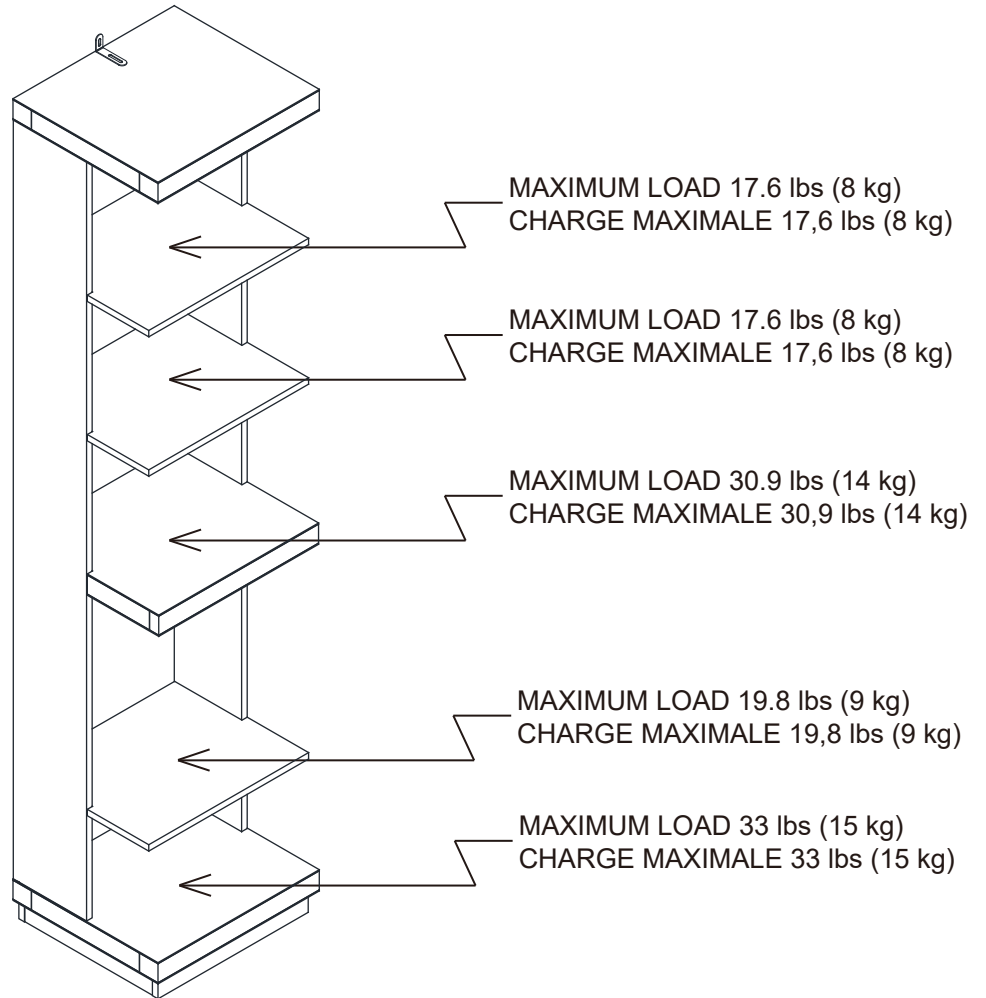 MAXIMUM LOAD 17.6 lbs (8 kg)
CHARGE MAXIMALE 17,6 lbs (8 kg)
MAXIMUM LOAD 17.6 lbs (8 kg)
CHARGE MAXIMALE 17,6 lbs (8 kg)
MAXIMUM LOAD 30.9 lbs (14 kg)
CHARGE MAXIMALE 30,9 lbs (14 kg)
MAXIMUM LOAD 19.8 lbs (9 kg)
CHARGE MAXIMALE 19,8 lbs (9 kg)
MAXIMUM LOAD 33 lbs (15 kg)
CHARGE MAXIMALE 33 lbs (15 kg)